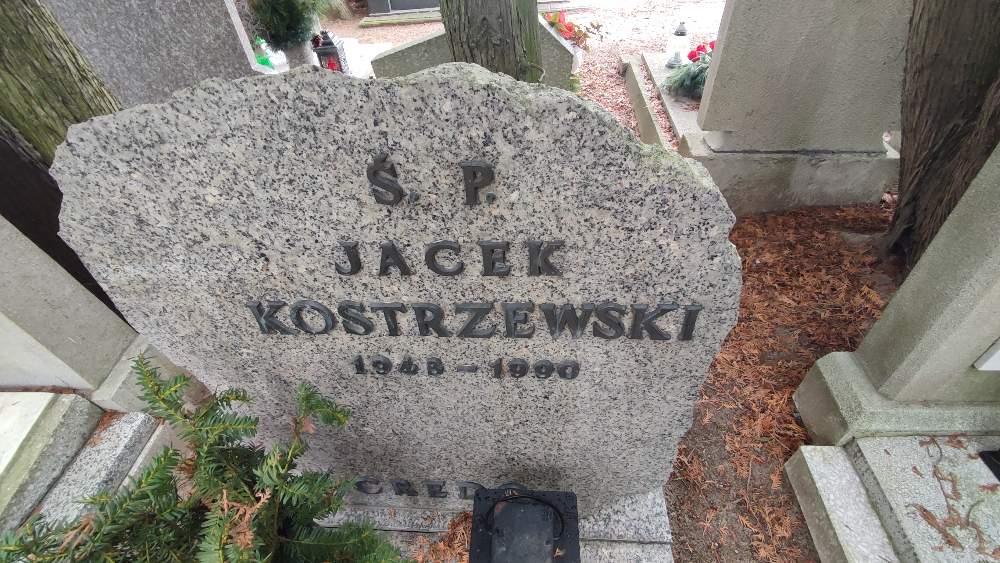 Ś. P.
JACEK
KOSTRZEWSKI
1948 - 1990
CREDO